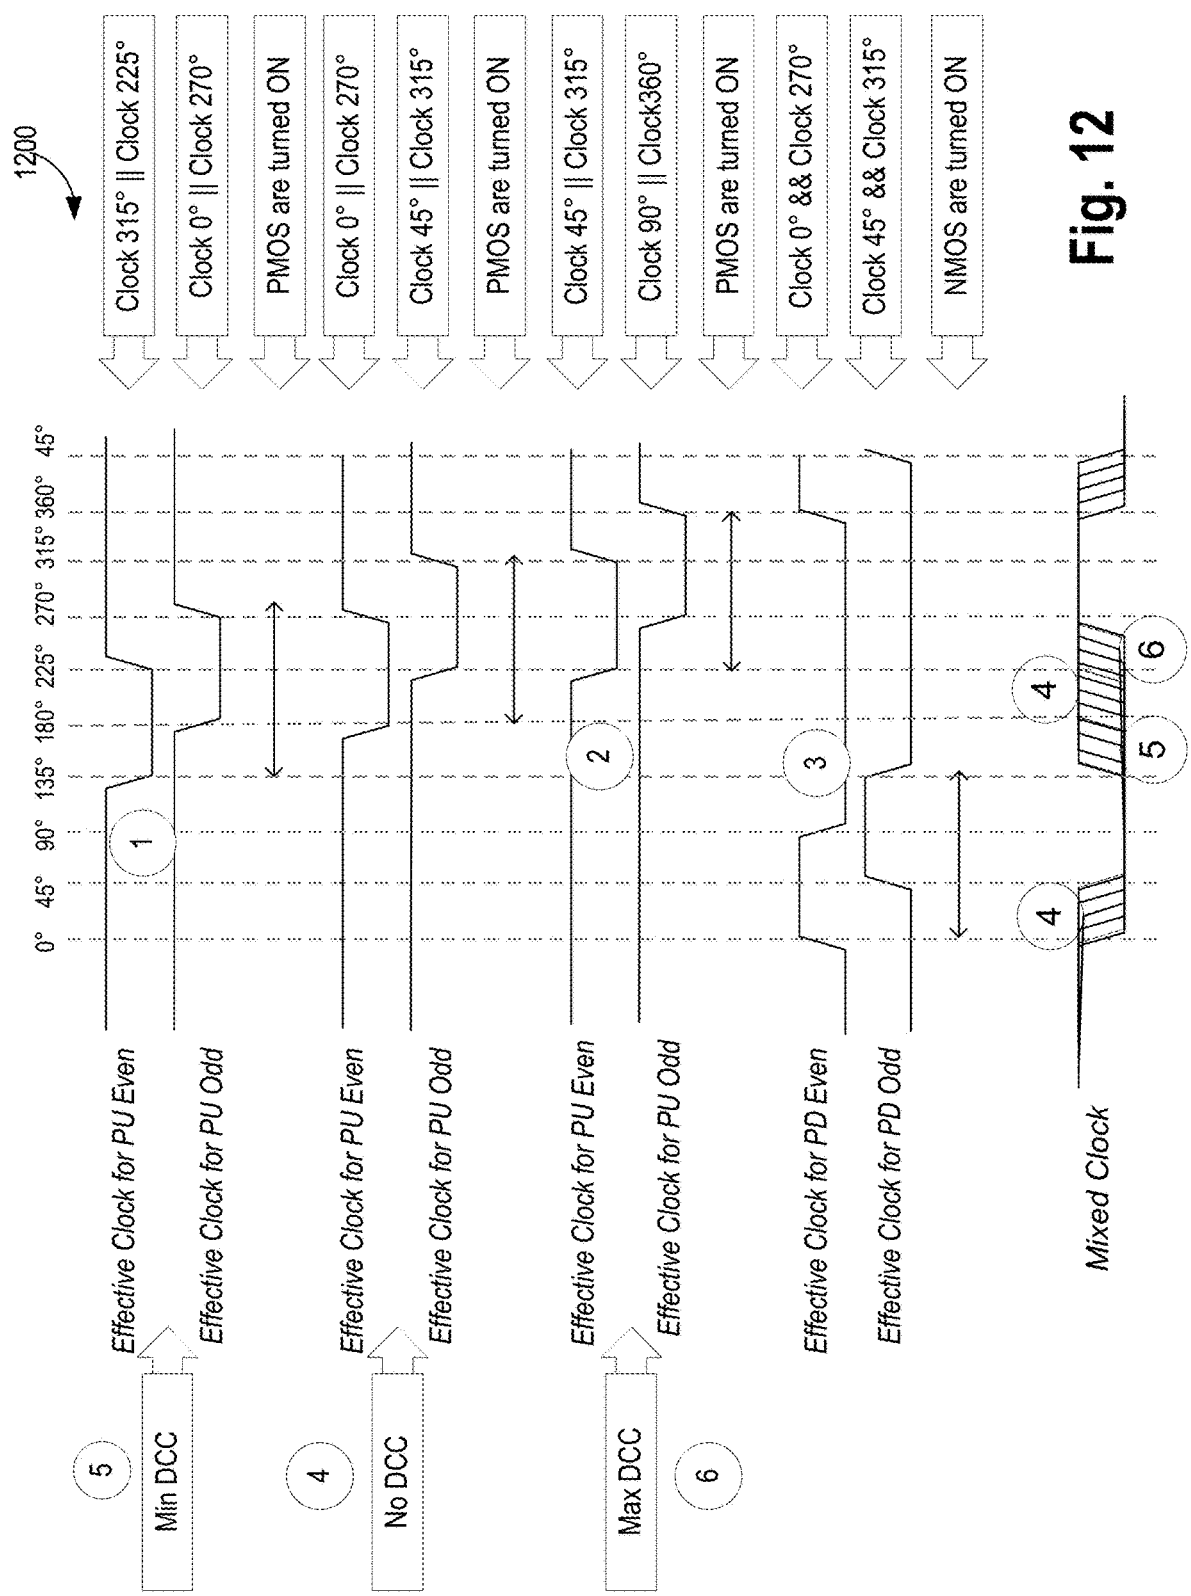 1200
5
Min DCC
4
No DCC
Max DCC
6
0°
45°
90°
135°
180°
225°
270°
315°
360°
45°
Effective Clock for PU Even
1
Clock 315° || Clock 225°
Effective Clock for PU Odd
Clock 0° || Clock 270°
PMOS are turned ON
Effective Clock for PU Even
Clock 0° || Clock 270°
Effective Clock for PU Odd
Clock 45° || Clock 315°
PMOS are turned ON
Effective Clock for PU Even
2
Clock 45° || Clock 315°
Effective Clock for PU Odd
Clock 90° || Clock360°
PMOS are turned ON
Effective Clock for PD Even
3
Clock 0° && Clock 270°
Effective Clock for PD Odd
Clock 45° && Clock 315°
NMOS are turned ON
Mixed Clock
4
4
5
6
Fig. 12